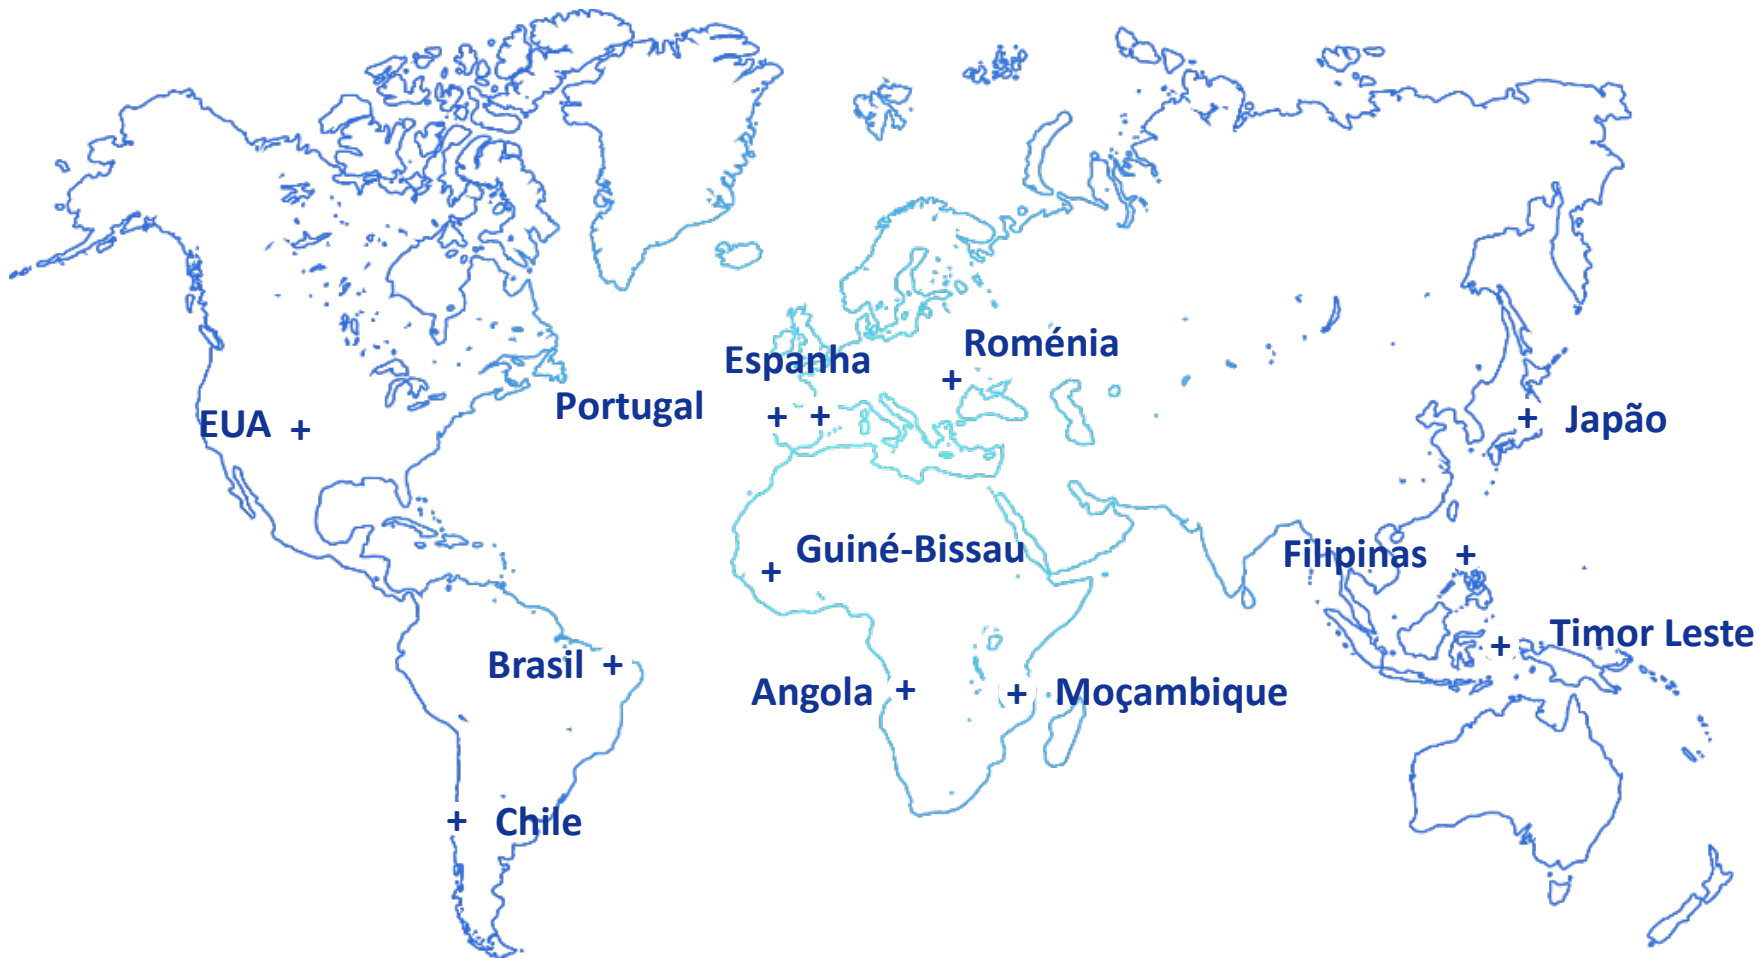 Roménia
Espanha
Portugal
EUA +
Japão
Guiné-Bissau
Filipinas +
Timor Leste
Brasil +
Angola +
+ Moçambique
+ Chile